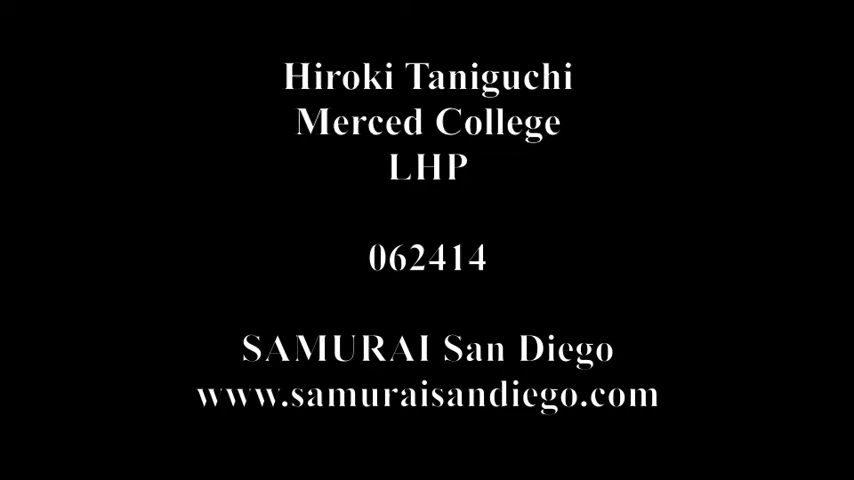 Hiroki Taniguchi
Merced College
LHP
062414
SAMURAI San Diego
www.samuraisandiego.com